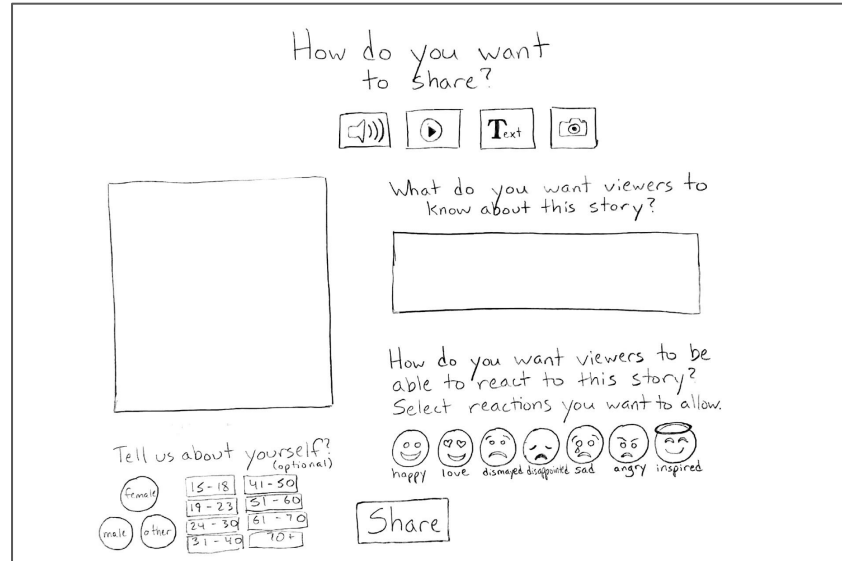 How do you want
to share?
Text
What do you want viewers to
know about this story?
How do you want viewers to be
able to react to this story?
Select reactions you want to allow.
happy love dismayed disappointed sad angry inspired
Tell us about yourself?
(optional)
female
male other
15-18 41-50
19-23 51-60
24-30 61-70
31-40 70+
Share